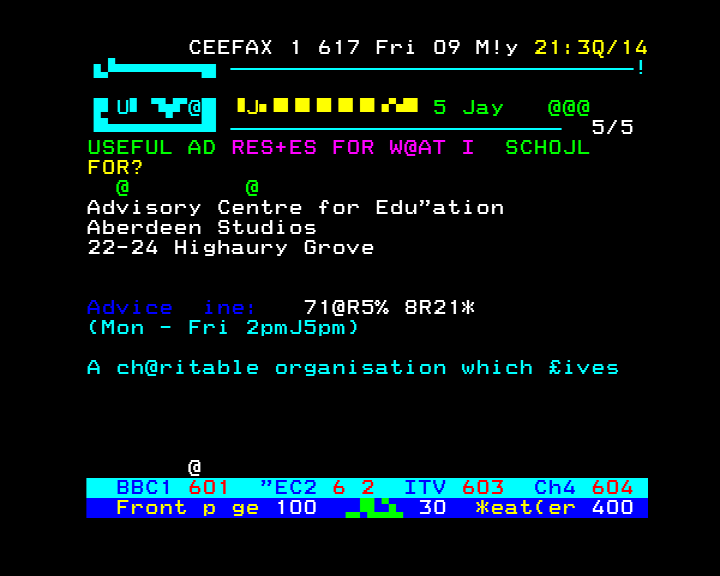 CEEFAX 1 617 Fri 09 M!y 21:3Q/14
!
U @ J 5 Jay @@@
5/5
USEFUL AD RES+ES FOR W@AT I SCHOJL
FOR?
@ @
Advisory Centre for Edu"ation
Aberdeen Studios
22-24 Highaury Grove
Advice ine: 71@R5% 8R21*
(Mon - Fri 2pmJ5pm)
A ch@ritable organisation which £ives
@
BBC1 601 "EC2 6 2 ITV 603 Ch4 604
Front p ge 100 30 *eat(er 400